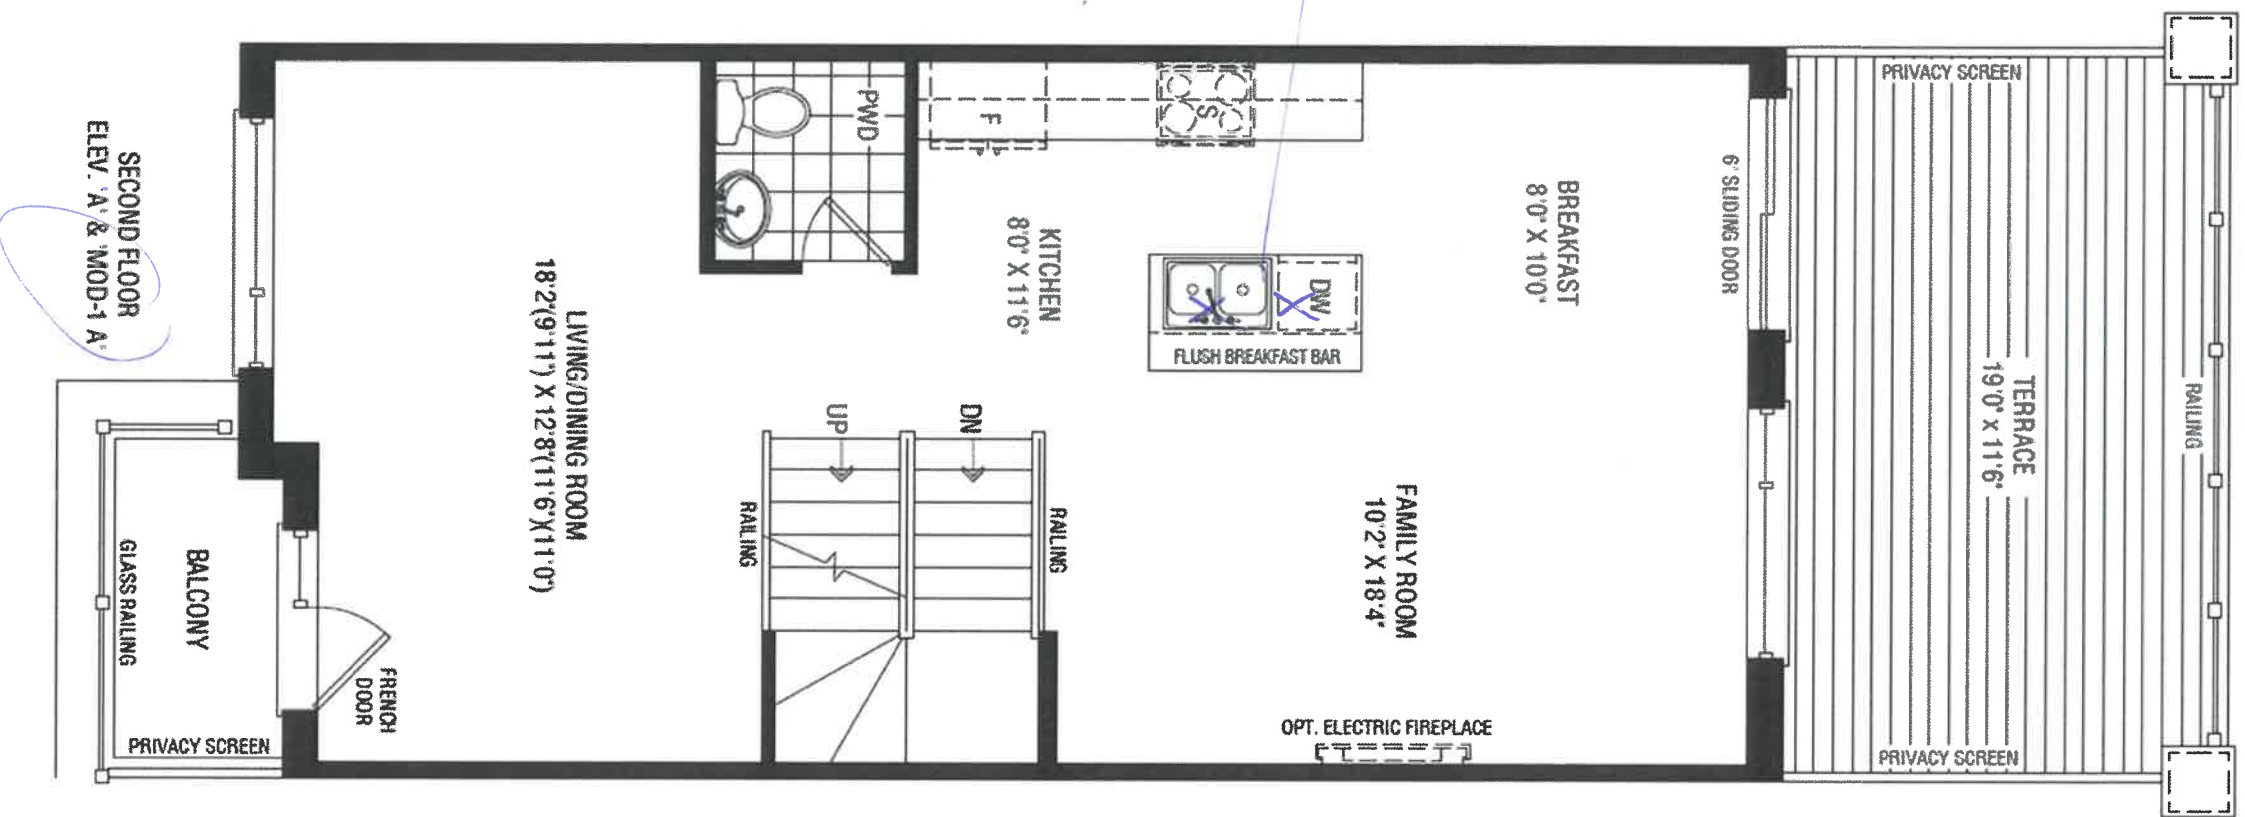 SECOND FLOOR
ELEV. 'A' & 'MOD-1 A'
BALCONY
GLASS RAILING
PRIVACY SCREEN
FRENCH
DOOR
LIVING/DINING ROOM
18'2"(9'11") X 12'8"(11'6")(11'0")
PWD
UP
DN
RAILING
RAILING
F
S
KITCHEN
8'0" X 11'6"
DW
FLUSH BREAKFAST BAR
BREAKFAST
8'0" X 10'0"
FAMILY ROOM
10'2" X 18'4"
OPT. ELECTRIC FIREPLACE
6' SLIDING DOOR
PRIVACY SCREEN
TERRACE
19'0" x 11'6"
RAILING
PRIVACY SCREEN